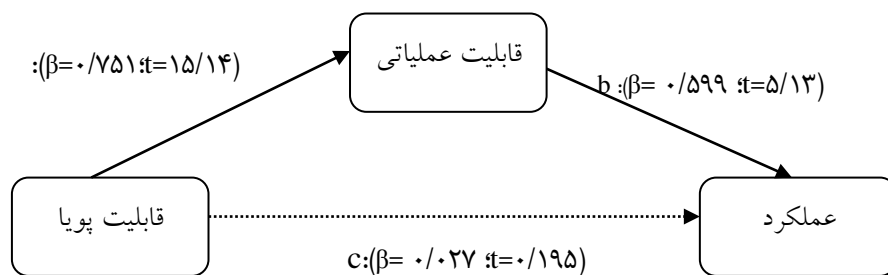 قابلیت عملیاتی
:(β=۰/۷۵۱؛t=۱۵/۱۴)
b :(β= ۰/۵۹۹ ؛t=۵/۱۳)
قابلیت پویا
عملکرد
c:(β= ۰/۰۲۷ ؛t=۰/۱۹۵)